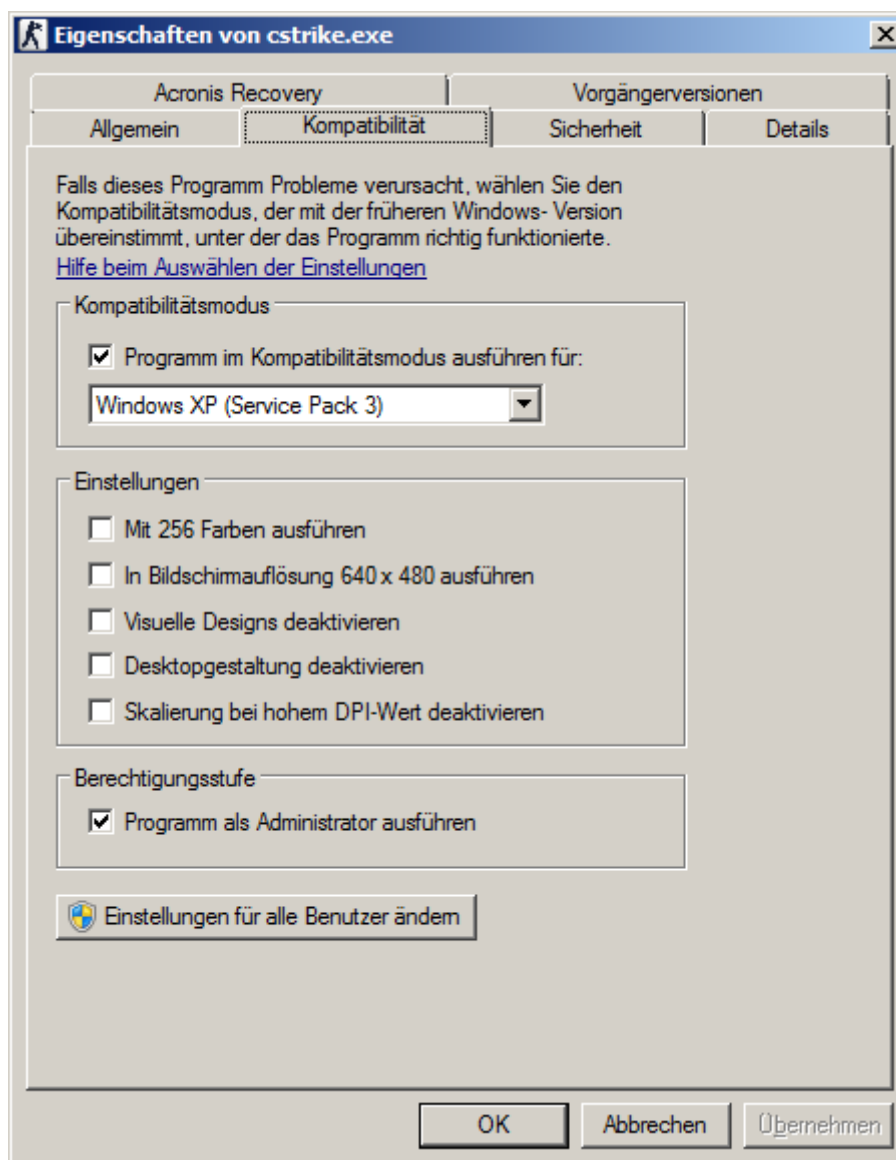 Eigenschaften von cstrike.exe
Acronis Recovery
Vorgängerversionen
Allgemein
Kompatibilität
Sicherheit
Details
Falls dieses Programm Probleme verursacht, wählen Sie den
Kompatibilitätsmodus, der mit der früheren Windows- Version
übereinstimmt, unter der das Programm richtig funktionierte.
Hilfe beim Auswählen der Einstellungen
Kompatibilitätsmodus
Programm im Kompatibilitätsmodus ausführen für:
Windows XP (Service Pack 3)
Einstellungen
Mit 256 Farben ausführen
In Bildschirmauflösung 640 x 480 ausführen
Visuelle Designs deaktivieren
Desktopgestaltung deaktivieren
Skalierung bei hohem DPI-Wert deaktivieren
Berechtigungsstufe
Programm als Administrator ausführen
Einstellungen für alle Benutzer ändern
OK
Abbrechen
Übernehmen